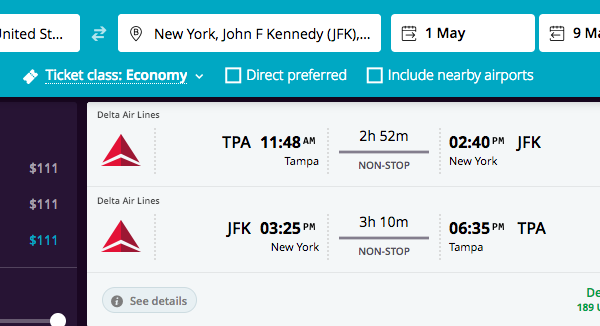 United St... B New York, John F Kennedy (JFK),... 1 May 9 Ma
Ticket class: Economy Direct preferred Include nearby airports
Delta Air Lines
TPA 11:48 AM 2h 52m 02:40 PM JFK
Tampa NON-STOP New York
$111
Delta Air Lines
$111
JFK 03:25 PM 3h 10m 06:35 PM TPA
$111
New York NON-STOP Tampa
See details
De
189 U